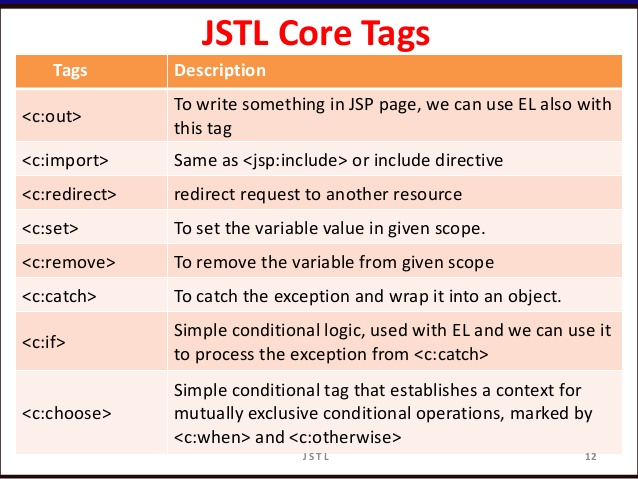 JSTL Core Tags
Tags Description
<c:out> To write something in JSP page, we can use EL also with
this tag
<c:import> Same as <jsp:include> or include directive
<c:redirect> redirect request to another resource
<c:set> To set the variable value in given scope.
<c:remove> To remove the variable from given scope
<c:catch> To catch the exception and wrap it into an object.
<c:if> Simple conditional logic, used with EL and we can use it
to process the exception from <c:catch>
<c:choose> Simple conditional tag that establishes a context for
mutually exclusive conditional operations, marked by
<c:when> and <c:otherwise>
JSTL 12